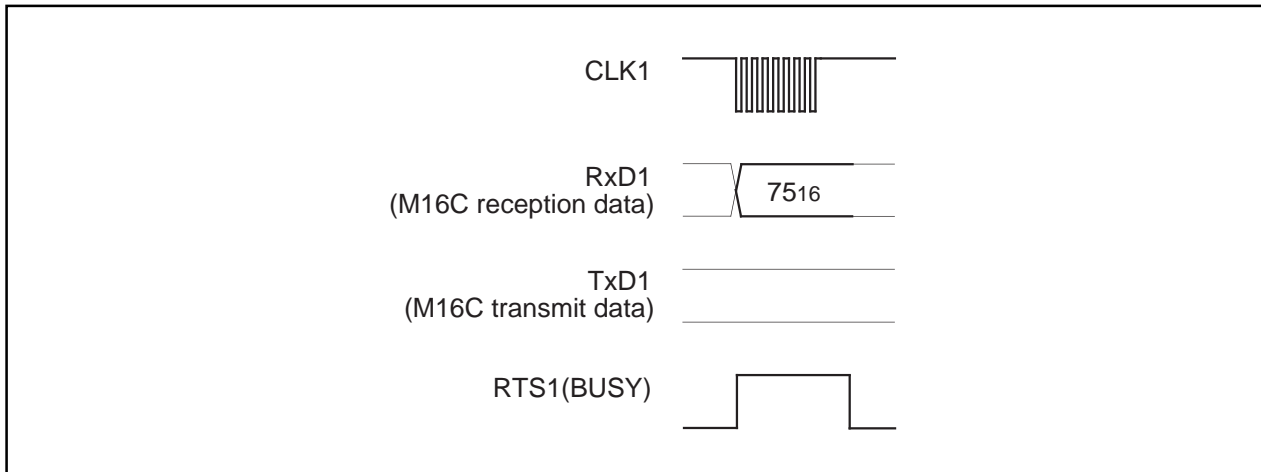 CLK1
RxD1
(M16C reception data)
7516
TxD1
(M16C transmit data)
RTS1(BUSY)